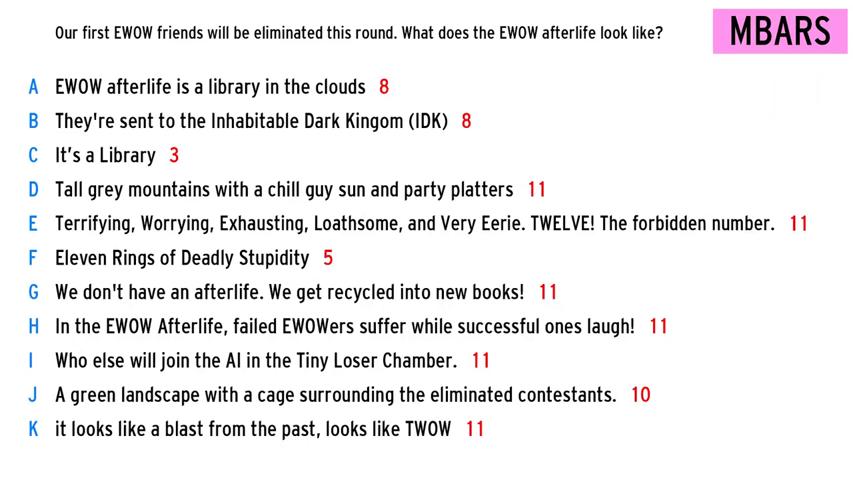 Our first EWOW friends will be eliminated this round. What does the EWOW afterlife look like?
MBARS
A EWOW afterlife is a library in the clouds 8
B They're sent to the Inhabitable Dark Kingom (IDK) 8
C It's a Library 3
D Tall grey mountains with a chill guy sun and party platters 11
E Terrifying, Worrying, Exhausting, Loathsome, and Very Eerie. TWELVE! The forbidden number. 11
F Eleven Rings of Deadly Stupidity 5
G We don't have an afterlife. We get recycled into new books! 11
H In the EWOW Afterlife, failed EWOWers suffer while successful ones laugh! 11
I Who else will join the AI in the Tiny Loser Chamber. 11
J A green landscape with a cage surrounding the eliminated contestants. 10
K it looks like a blast from the past, looks like TWOW 11